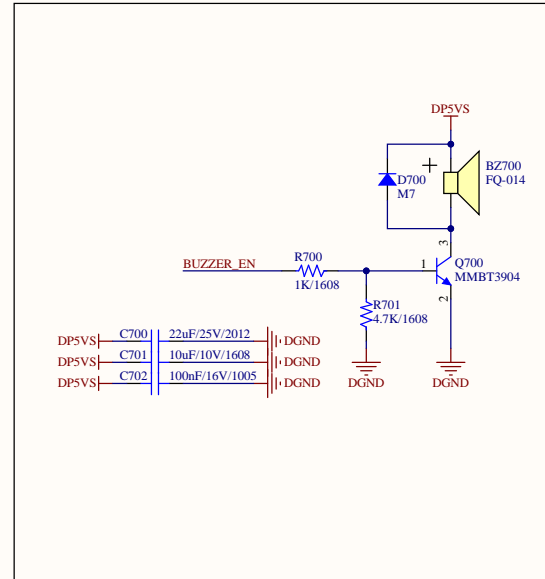 DP5VS
+
BZ700
FQ-014
D700
M7
3
BUZZER_EN
R700
1K/1608
1
Q700
MMBT3904
2
R701
4.7K/1608
DGND
DGND
DP5VS C700 22uF/25V/2012 DGND
DP5VS C701 10uF/10V/1608 DGND
DP5VS C702 100nF/16V/1005 DGND